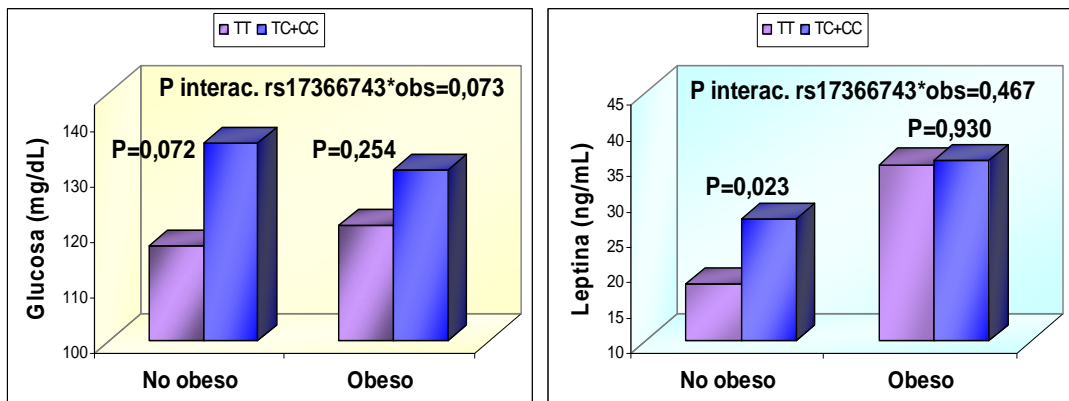 TT TC+CC
P interac. rs17366743*obs=0,073
P=0,072
P=0,254
Glucosa (mg/dL)
140
130
120
110
100
No obeso
Obeso
TT TC+CC
P interac. rs17366743*obs=0,467
P=0,930
P=0,023
Leptina (ng/mL)
45
40
35
30
25
20
15
10
No obeso
Obeso